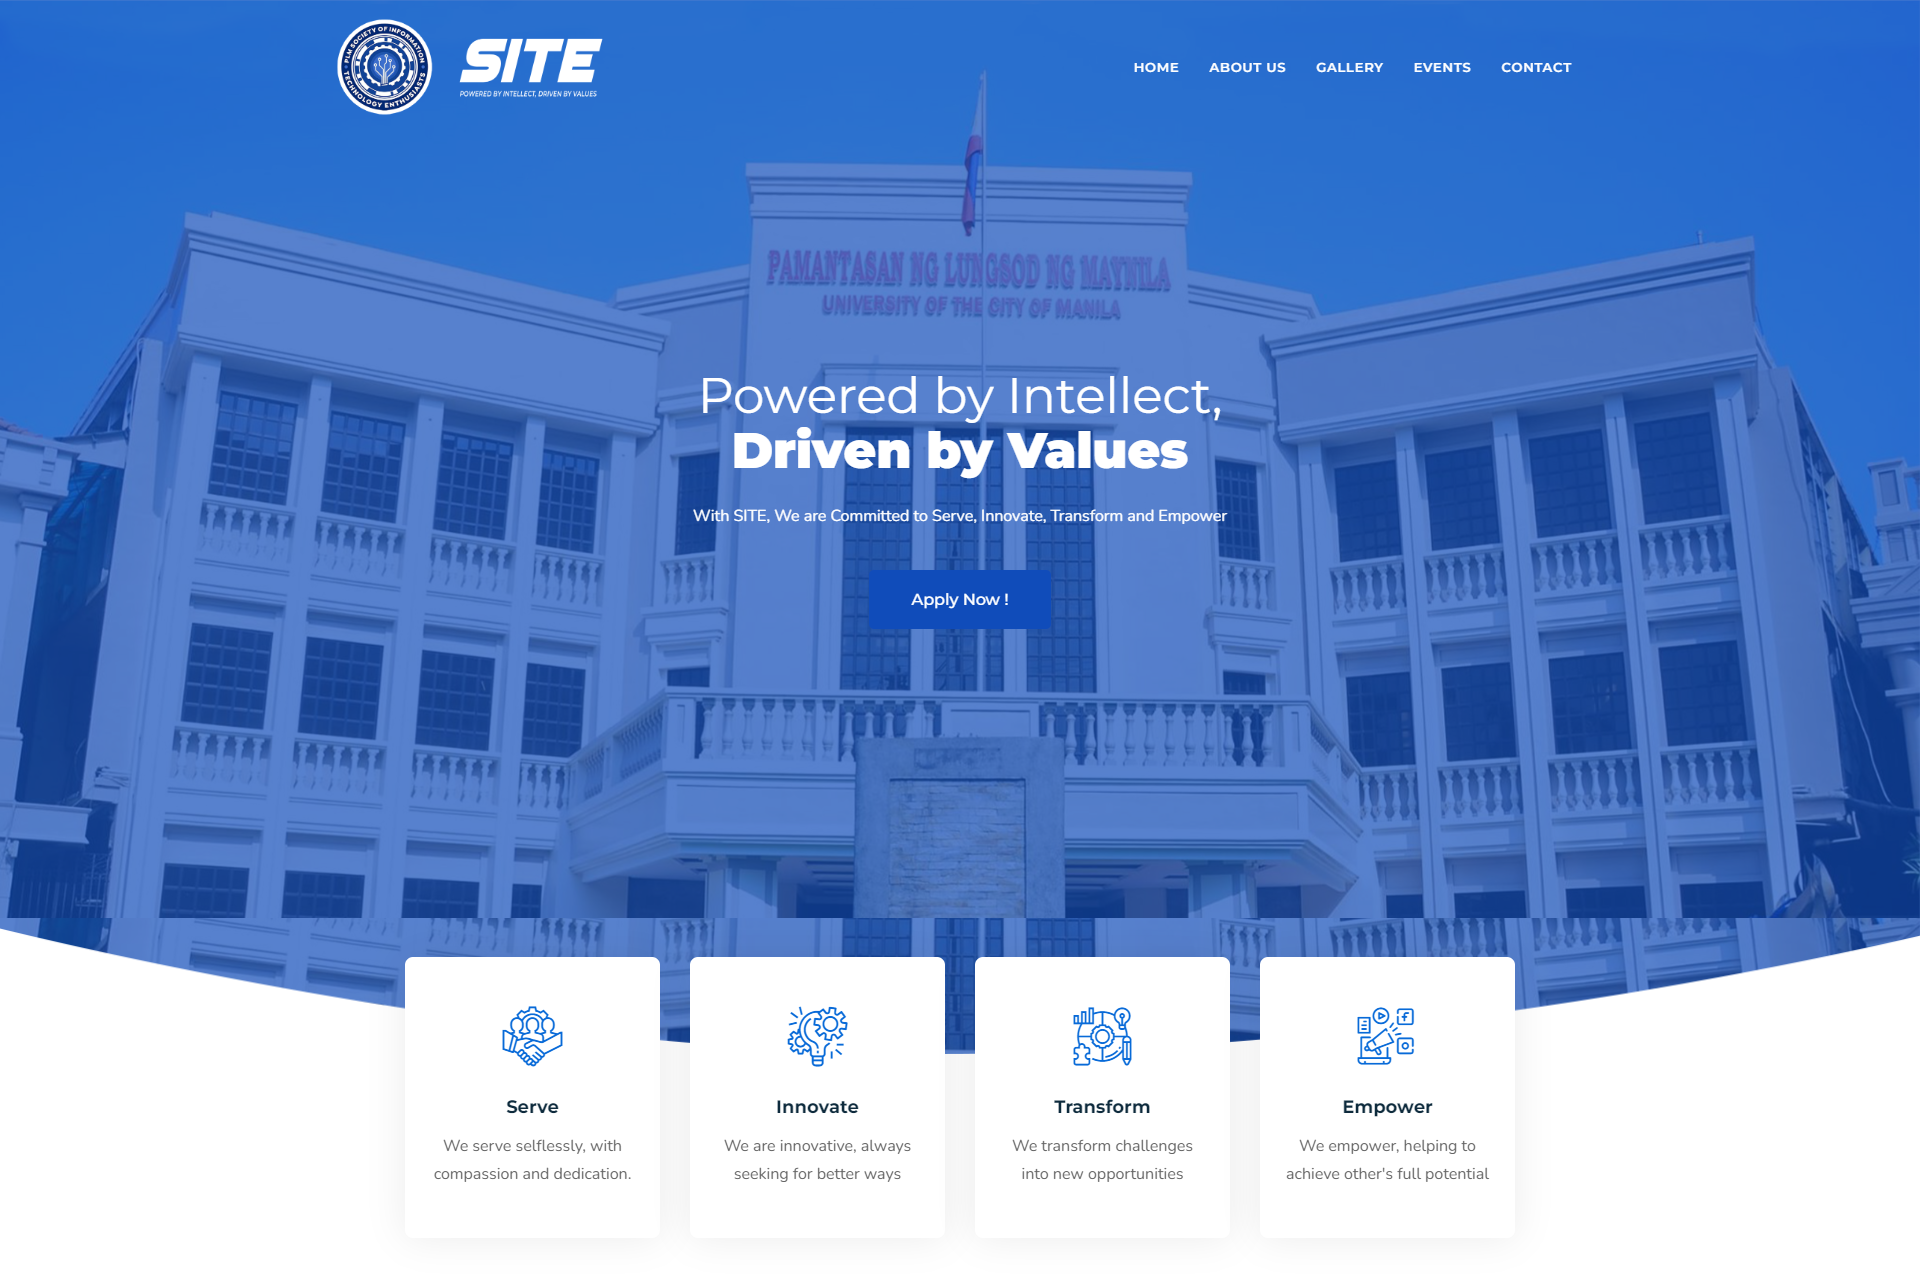 PLM SOCIETY OF INFORMATION
TECHNOLOGY ENTHUSIASTS
SITE
POWERED BY INTELLECT, DRIVEN BY VALUES
HOME
ABOUT US
GALLERY
EVENTS
CONTACT
PAMANTASAN NG LUNGSOD NG MAYNILA
UNIVERSITY OF THE CITY OF MANILA
Powered by Intellect,
Driven by Values
With SITE, We are Committed to Serve, Innovate, Transform and Empower
Apply Now !
Serve
We serve selflessly, with
compassion and dedication.
Innovate
We are innovative, always
seeking for better ways
Transform
We transform challenges
into new opportunities
Empower
We empower, helping to
achieve other's full potential